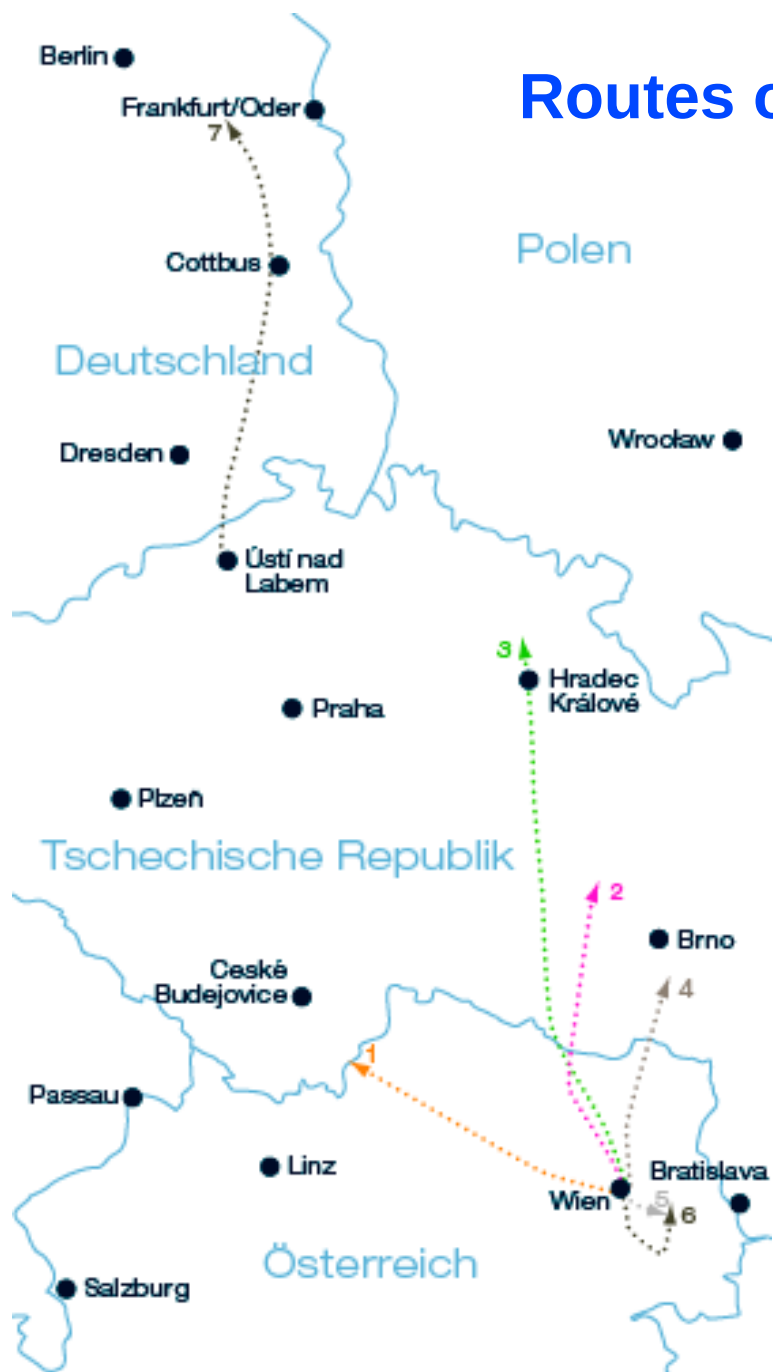 Routes o
Berlin
Frankfurt/Oder
7
Polen
Cottbus
Deutschland
Wrocław
Dresden
Ústí nad
Labem
3
Hradec
Králové
Praha
Plzeň
Tschechische Republik
2
Brno
Ceské
Budejovice
4
1
Passau
Linz
Bratislava
Wien
5
6
Österreich
Salzburg